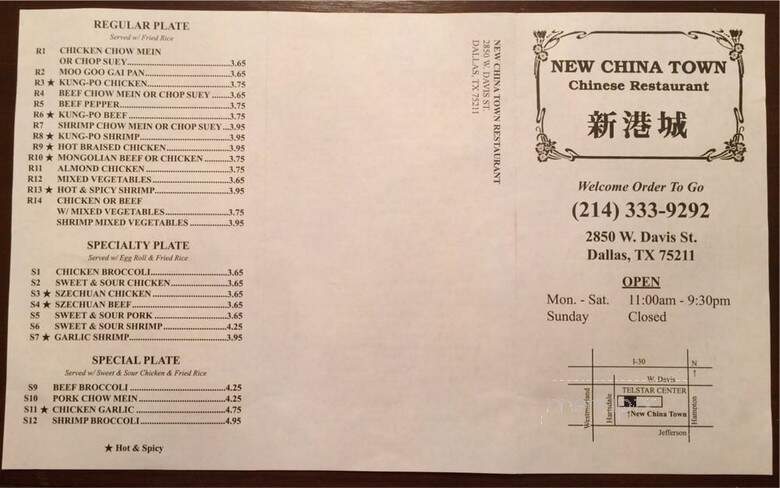 REGULAR PLATE
Served w/ Fried Rice
R1 CHICKEN CHOW MEIN
OR CHOP SUEY 3.65
R2 MOO GOO GAI PAN 3.65
R3 ★ KUNG-PO CHICKEN 3.75
R4 BEEF CHOW MEIN OR CHOP SUEY 3.65
R5 BEEF PEPPER 3.75
R6 ★ KUNG-PO BEEF 3.75
R7 SHRIMP CHOW MEIN OR CHOP SUEY 3.95
R8 ★ KUNG-PO SHRIMP 3.95
R9 ★ HOT BRAISED CHICKEN 3.95
R10 ★ MONGOLIAN BEEF OR CHICKEN 3.75
R11 ALMOND CHICKEN 3.75
R12 MIXED VEGETABLES 3.65
R13 ★ HOT & SPICY SHRIMP 3.95
R14 CHICKEN OR BEEF
W/ MIXED VEGETABLES 3.75
SHRIMP MIXED VEGETABLES 3.95
SPECIALTY PLATE
Served w/ Egg Roll & Fried Rice
S1 CHICKEN BROCCOLI 3.65
S2 SWEET & SOUR CHICKEN 3.65
S3 ★ SZECHUAN CHICKEN 3.65
S4 ★ SZECHUAN BEEF 3.65
S5 SWEET & SOUR PORK 3.65
S6 SWEET & SOUR SHRIMP 4.25
S7 ★ GARLIC SHRIMP 3.95
SPECIAL PLATE
Served w/ Sweet & Sour Chicken & Fried Rice
S9 BEEF BROCCOLI 4.25
S10 PORK CHOW MEIN 4.25
S11 ★ CHICKEN GARLIC 4.75
S12 SHRIMP BROCCOLI 4.95
★ Hot & Spicy
NEW CHINA TOWN RESTAURANT
2850 W. DAVIS ST.
DALLAS, TX 75211
NEW CHINA TOWN
Chinese Restaurant
新港城
Welcome Order To Go
(214) 333-9292
2850 W. Davis St.
Dallas, TX 75211
OPEN
Mon. - Sat. 11:00am - 9:30pm
Sunday Closed
I-30
N
W. Davis
TELSTAR CENTER
Westmorland
Harndale
New China Town
Hampton
Jefferson